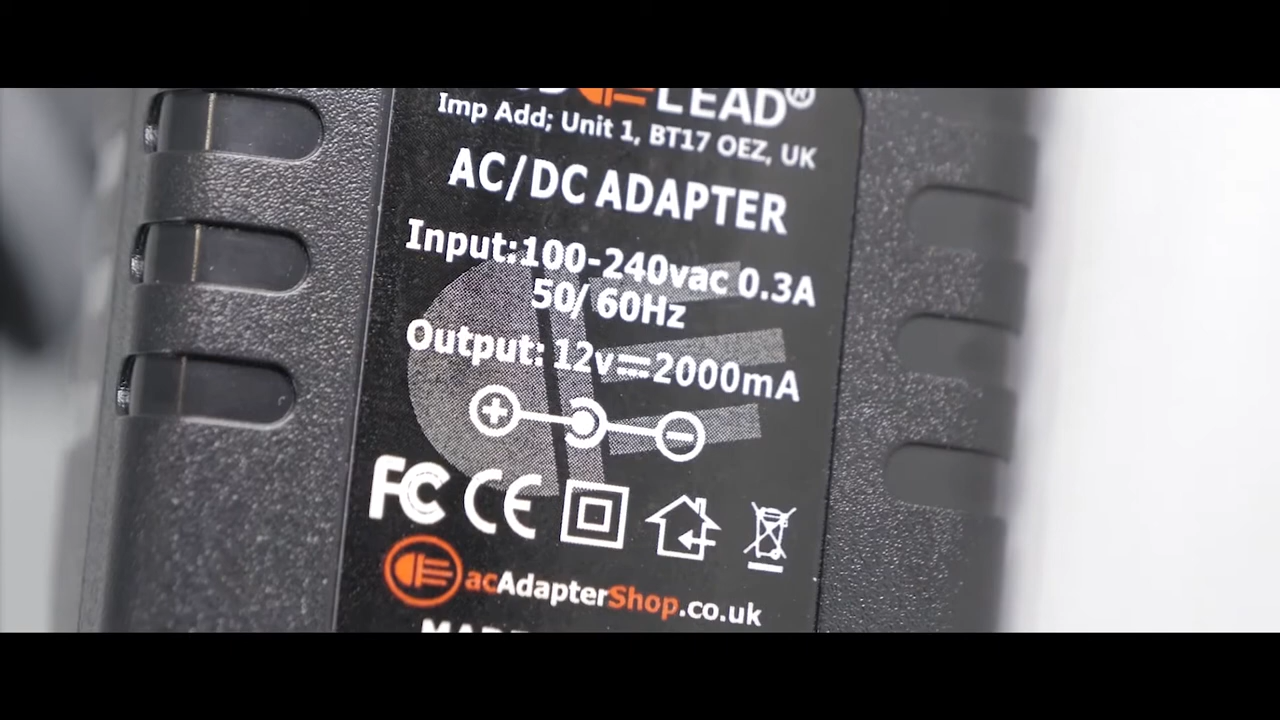 LEAD®
Imp Add; Unit 1, BT17 OEZ, UK
AC/DC ADAPTER
Input:100-240vac 0.3A
50/ 60Hz
Output: 12v⎓2000mA
FC CE
acAdapterShop.co.uk